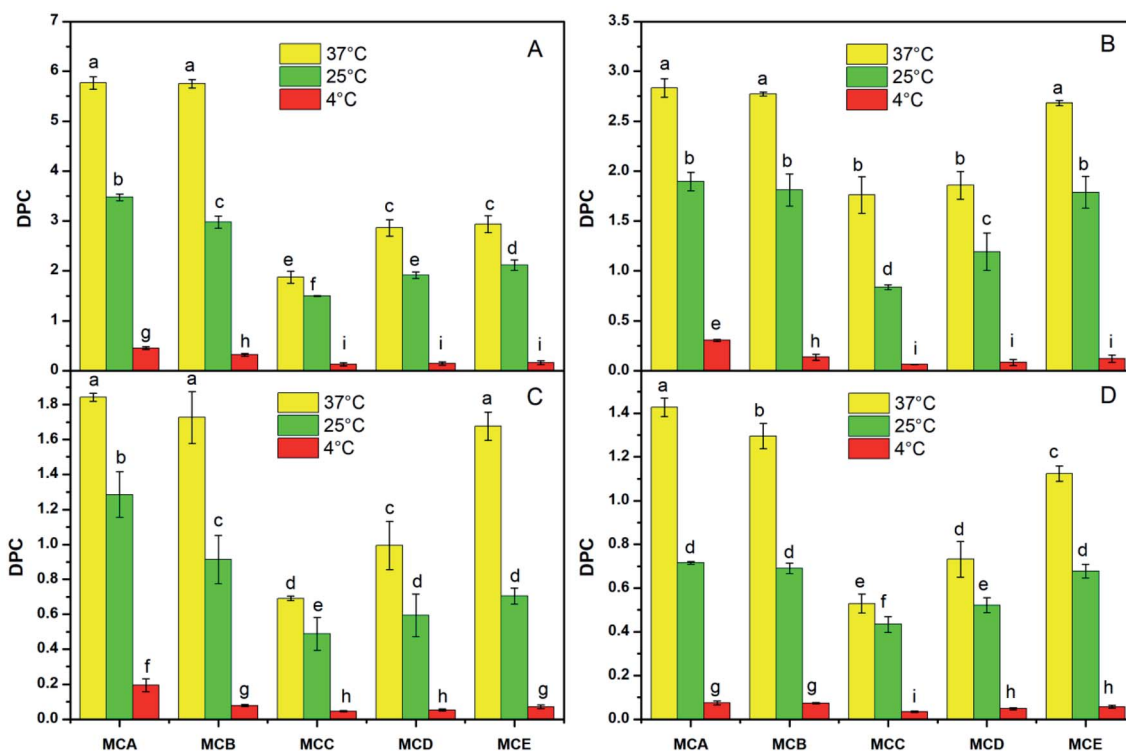 DPC
7
6
5
4
3
2
1
0
37°C
25°C
4°C
A
a b g
a c h
e f i
c e i
c d i
DPC
3.5
3.0
2.5
2.0
1.5
1.0
0.5
0.0
37°C
25°C
4°C
B
a b e
a b h
b d i
b c i
a b i
DPC
1.8
1.6
1.4
1.2
1.0
0.8
0.6
0.4
0.2
0.0
37°C
25°C
4°C
C
a b f
a c g
d e h
c d h
a d g
MCA MCB MCC MCD MCE
DPC
1.4
1.2
1.0
0.8
0.6
0.4
0.2
0.0
37°C
25°C
4°C
D
a d g
b d g
e f i
d e h
c d h
MCA MCB MCC MCD MCE